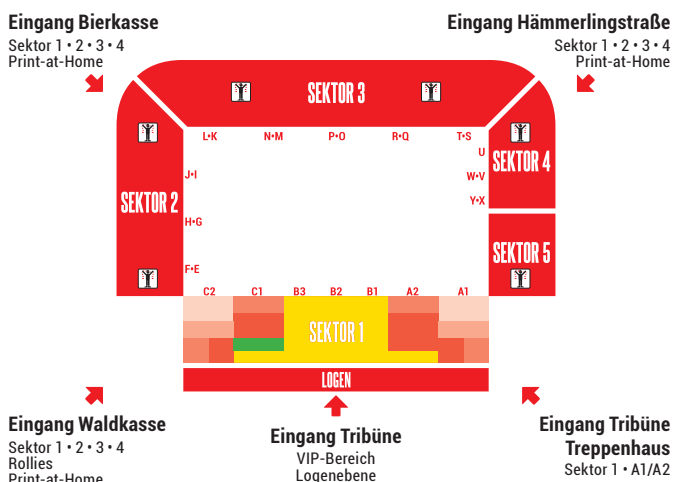 Eingang Bierkasse
Sektor 1 • 2 • 3 • 4
Print-at-Home
Eingang Hämmerlingstraße
Sektor 1 • 2 • 3 • 4
Print-at-Home
SEKTOR 3
L•K N•M P•O R•Q T•S
U
W•V
Y•X
J•I
H•G
F•E
SEKTOR 2
SEKTOR 4
SEKTOR 5
C2 C1 B3 B2 B1 A2 A1
SEKTOR 1
LOGEN
Eingang Waldkasse
Sektor 1 • 2 • 3 • 4
Rollies
Print-at-Home
Eingang Tribüne
VIP-Bereich
Logenebene
Eingang Tribüne
Treppenhaus
Sektor 1 • A1/A2